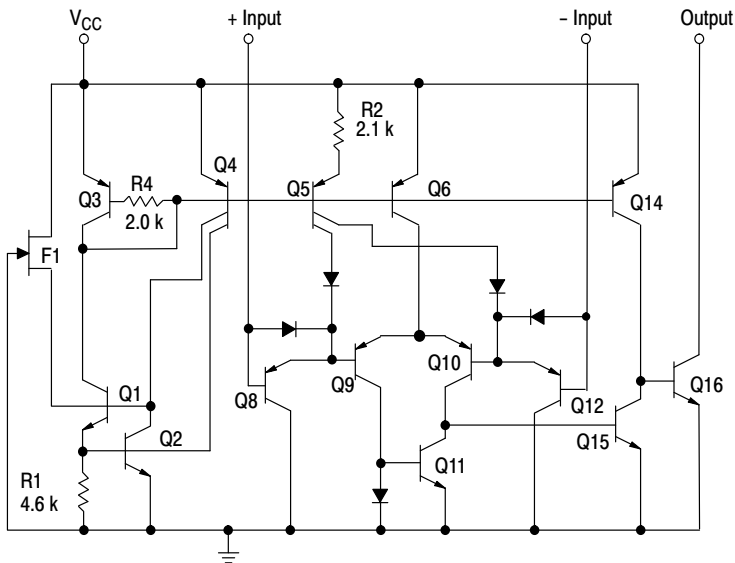 VCC
+ Input
– Input
Output
R2
2.1 k
Q3
R4
2.0 k
Q4
Q5
Q6
Q14
F1
Q1
Q2
Q8
Q9
Q10
Q12
Q16
Q11
Q15
R1
4.6 k